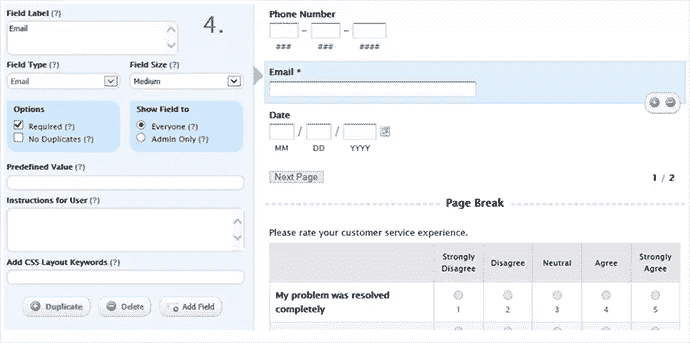 Field Label (?)
Email
4.
Field Type (?)
Field Size (?)
Email
Medium
Options
Show Field to
Required (?)
Everyone (?)
No Duplicates (?)
Admin Only (?)
Predefined Value (?)
Instructions for User (?)
Add CSS Layout Keywords (?)
Duplicate
Delete
Add Field
Phone Number
- -
### ### ####
Email *
Date
/ /
MM DD YYYY
Next Page
1 / 2
Page Break
Please rate your customer service experience.
Strongly Disagree
Disagree
Neutral
Agree
Strongly Agree
My problem was resolved
completely
1 2 3 4 5